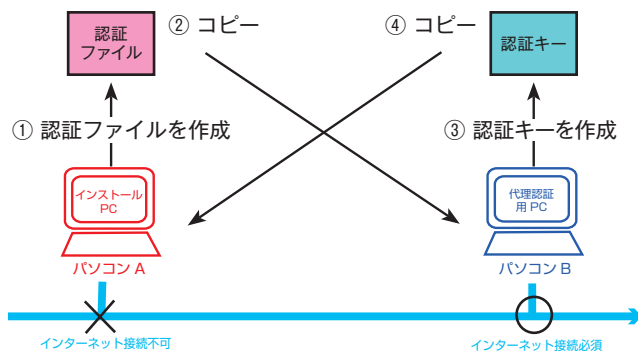 認証
ファイル
② コピー
④ コピー
認証キー
① 認証ファイルを作成
③ 認証キーを作成
インストール
PC
代理認証
用 PC
パソコン A
パソコン B
インターネット接続不可
インターネット接続必須